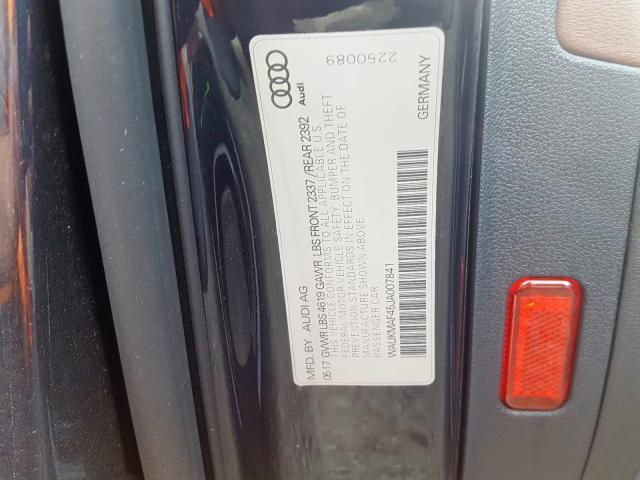 MFD. BY AUDI AG
05 17 GVWR LBS 4619 GAWR LBS FRONT 2337 / REAR 2392
THIS VEHICLE CONFORMS TO ALL APPLICABLE U.S.
FEDERAL MOTOR VEHICLE SAFETY, BUMPER AND THEFT
PREVENTION STANDARDS IN EFFECT ON THE DATE OF
MANUFACTURE SHOWN ABOVE
PASSENGER CAR
WAUKMAF45JA007841
GERMANY
Audi
2250089